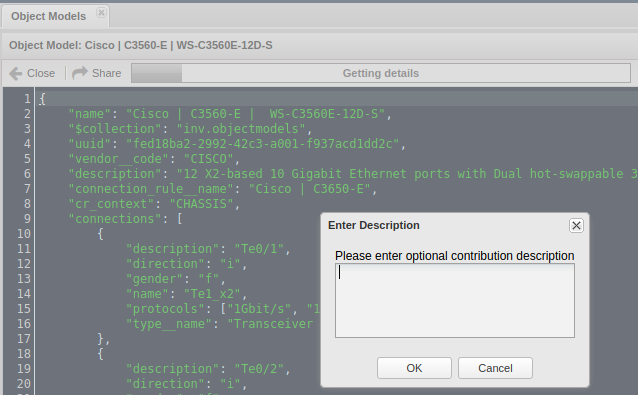 Object Models
Object Model: Cisco | C3560-E | WS-C3560E-12D-S
Close Share Getting details
1 {
2 "name": "Cisco | C3560-E |  WS-C3560E-12D-S",
3 "$collection": "inv.objectmodels",
4 "uuid": "fed18ba2-2992-42c3-a001-f937acd1dd2c",
5 "vendor__code": "CISCO",
6 "description": "12 X2-based 10 Gigabit Ethernet ports with Dual hot-swappable 3
7 "connection_rule__name": "Cisco | C3650-E",
8 "cr_context": "CHASSIS",
9 "connections": [
10 {
11 "description": "Te0/1",
12 "direction": "i",
13 "gender": "f",
14 "name": "Te1_x2",
15 "protocols": ["1Gbit/s", "1
16 "type__name": "Transceiver
17 },
18 {
19 "description": "Te0/2",
20 "direction": "i",
Enter Description
Please enter optional contribution description
OK Cancel